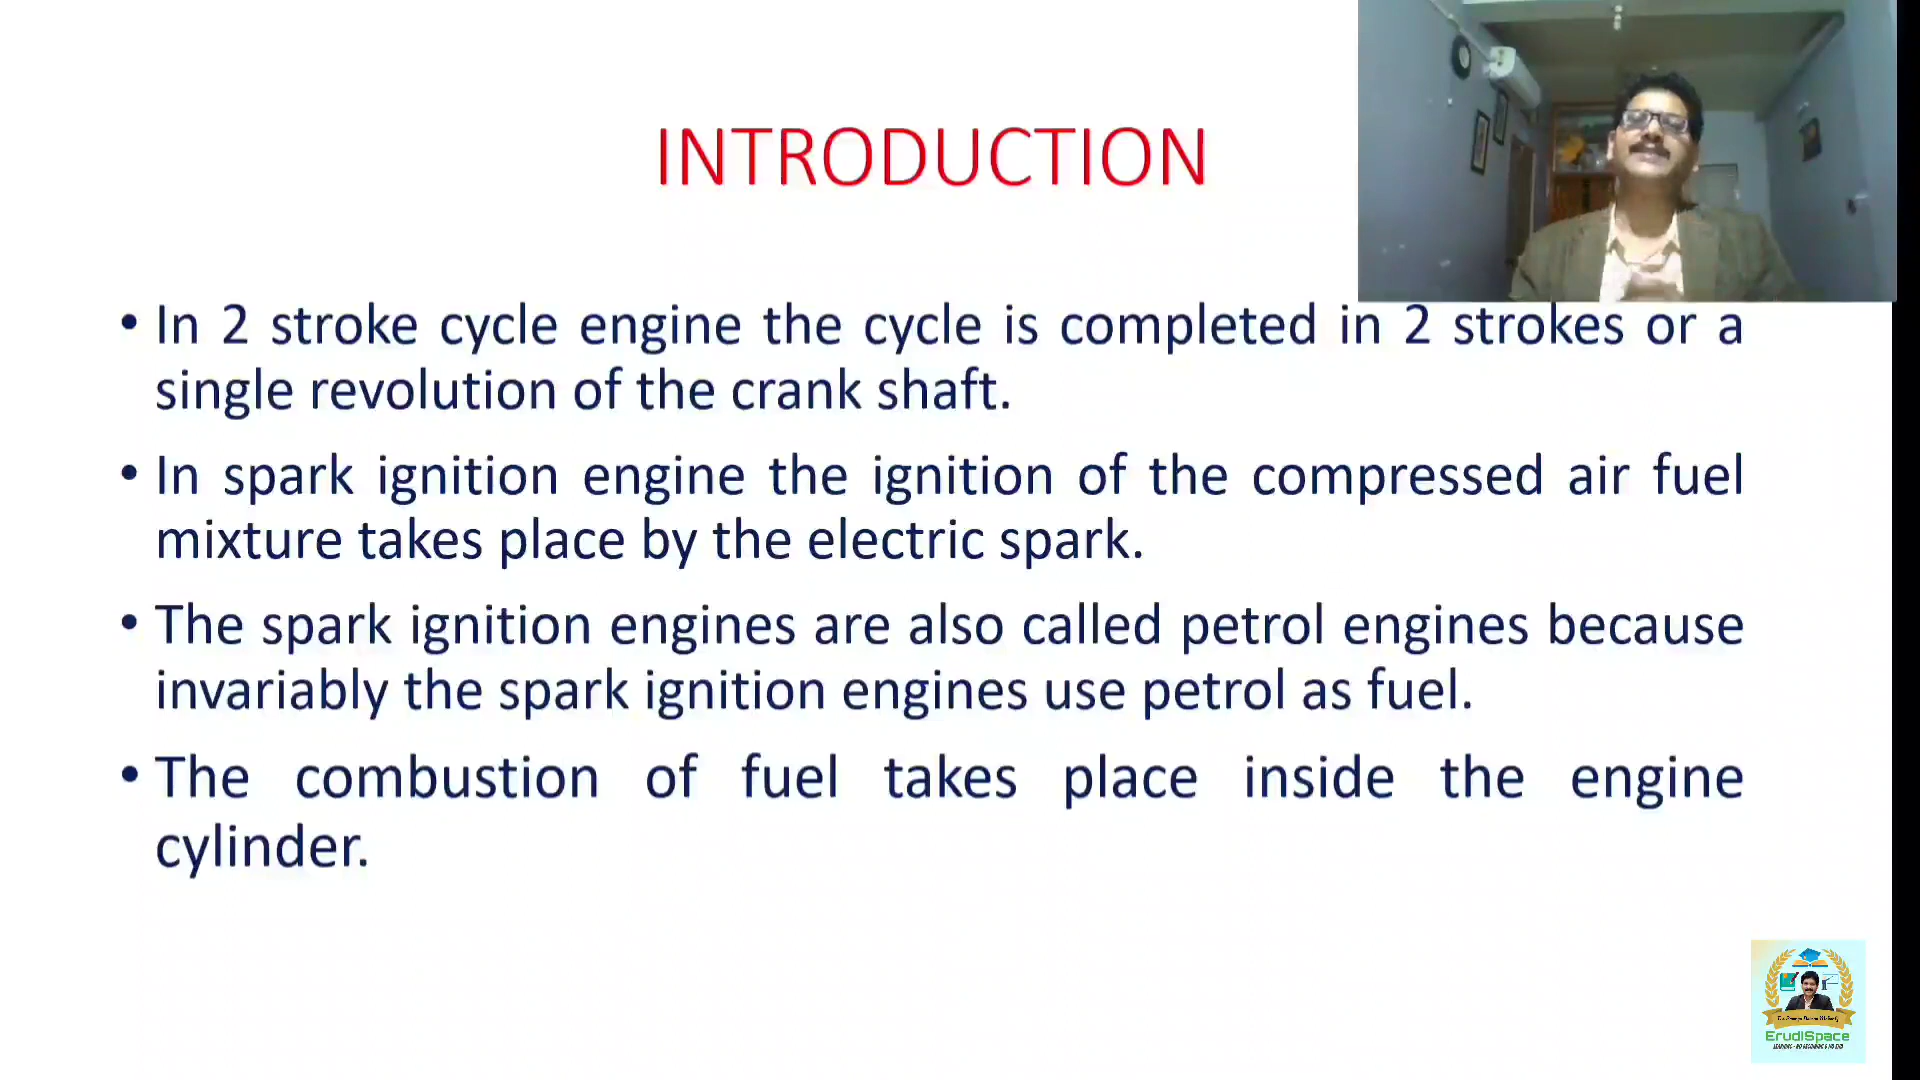 INTRODUCTION
• In 2 stroke cycle engine the cycle is completed in 2 strokes or a
single revolution of the crank shaft.
• In spark ignition engine the ignition of the compressed air fuel
mixture takes place by the electric spark.
• The spark ignition engines are also called petrol engines because
invariably the spark ignition engines use petrol as fuel.
• The combustion of fuel takes place inside the engine
cylinder.
ErudiSpace